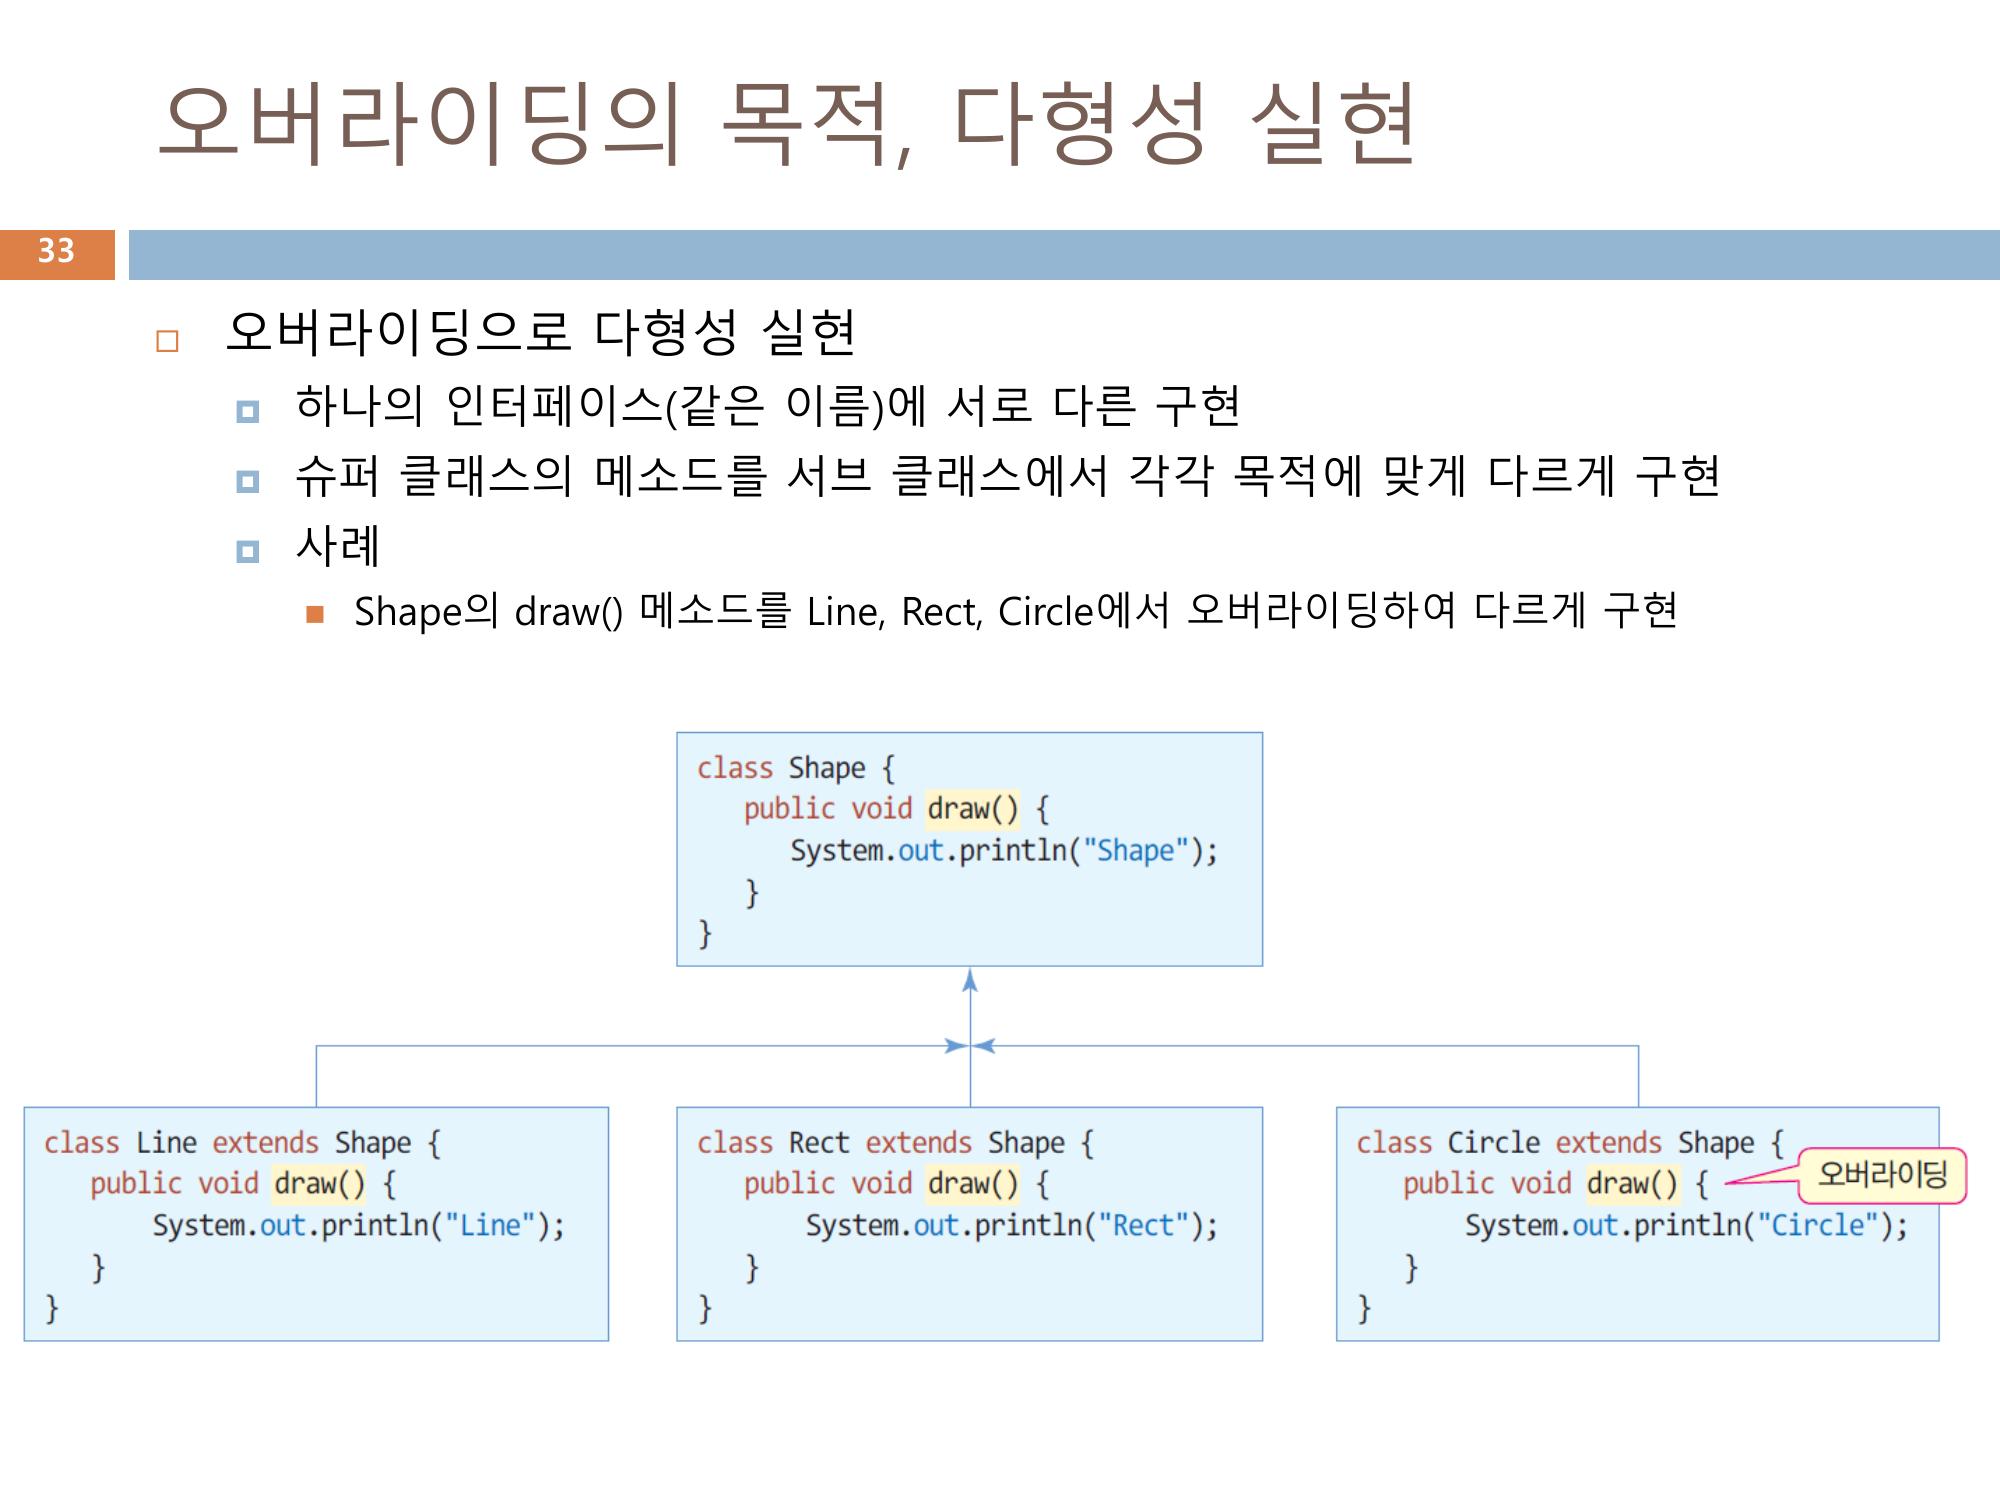 오버라이딩의 목적, 다형성 실현
33
오버라이딩으로 다형성 실현
하나의 인터페이스(같은 이름)에 서로 다른 구현
슈퍼 클래스의 메소드를 서브 클래스에서 각각 목적에 맞게 다르게 구현
사례
Shape의 draw() 메소드를 Line, Rect, Circle에서 오버라이딩하여 다르게 구현
class Shape {
public void draw() {
System.out.println("Shape");
}
}
class Line extends Shape {
public void draw() {
System.out.println("Line");
}
}
class Rect extends Shape {
public void draw() {
System.out.println("Rect");
}
}
class Circle extends Shape {
public void draw() {
오버라이딩
System.out.println("Circle");
}
}